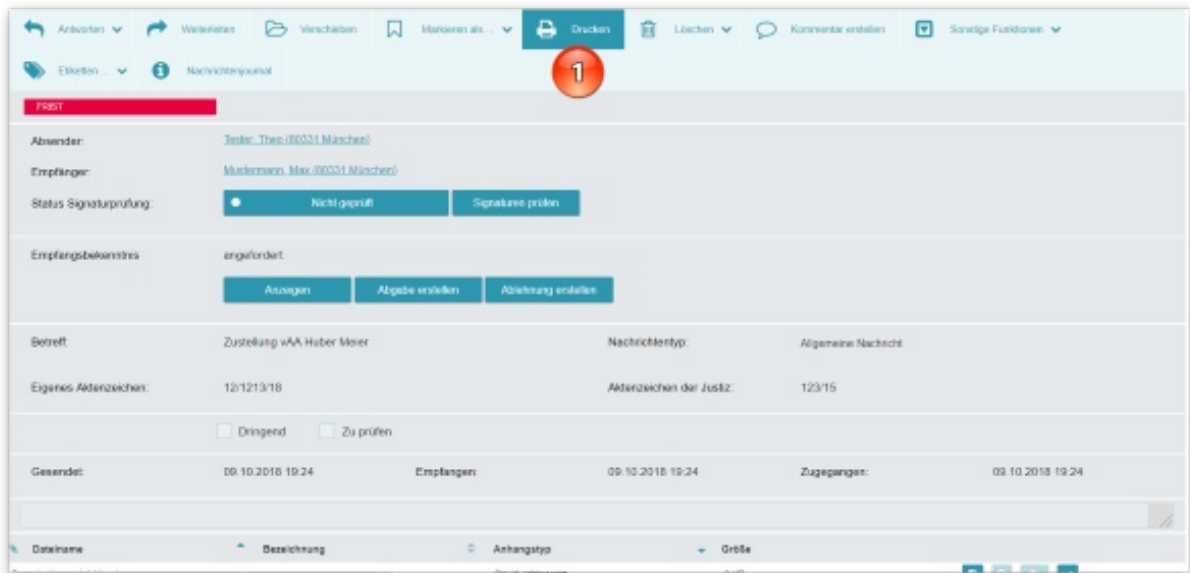 Antworten Weiterleiten Verschieben Markieren als ... Drucken Löschen Kommentar erstellen Sonstige Funktionen
Etiketten ... Nachrichtenjournal
1
FRIST
Absender: Tester, Theo (80331 München)
Empfänger: Mustermann, Max (80331 München)
Status Signaturprüfung: Nicht geprüft Signaturen prüfen
Empfangsbekenntnis angefordert
Anzeigen Abgabe erstellen Ablehnung erstellen
Betreff: Zustellung vAA Huber Meier Nachrichtentyp: Allgemeine Nachricht
Eigenes Aktenzeichen: 12/1213/18 Aktenzeichen der Justiz: 123/15
Dringend Zu prüfen
Gesendet: 09.10.2018 19:24 Empfangen: 09.10.2018 19:24 Zugegangen: 09.10.2018 19:24
Dateiname Bezeichnung Anhangstyp Größe